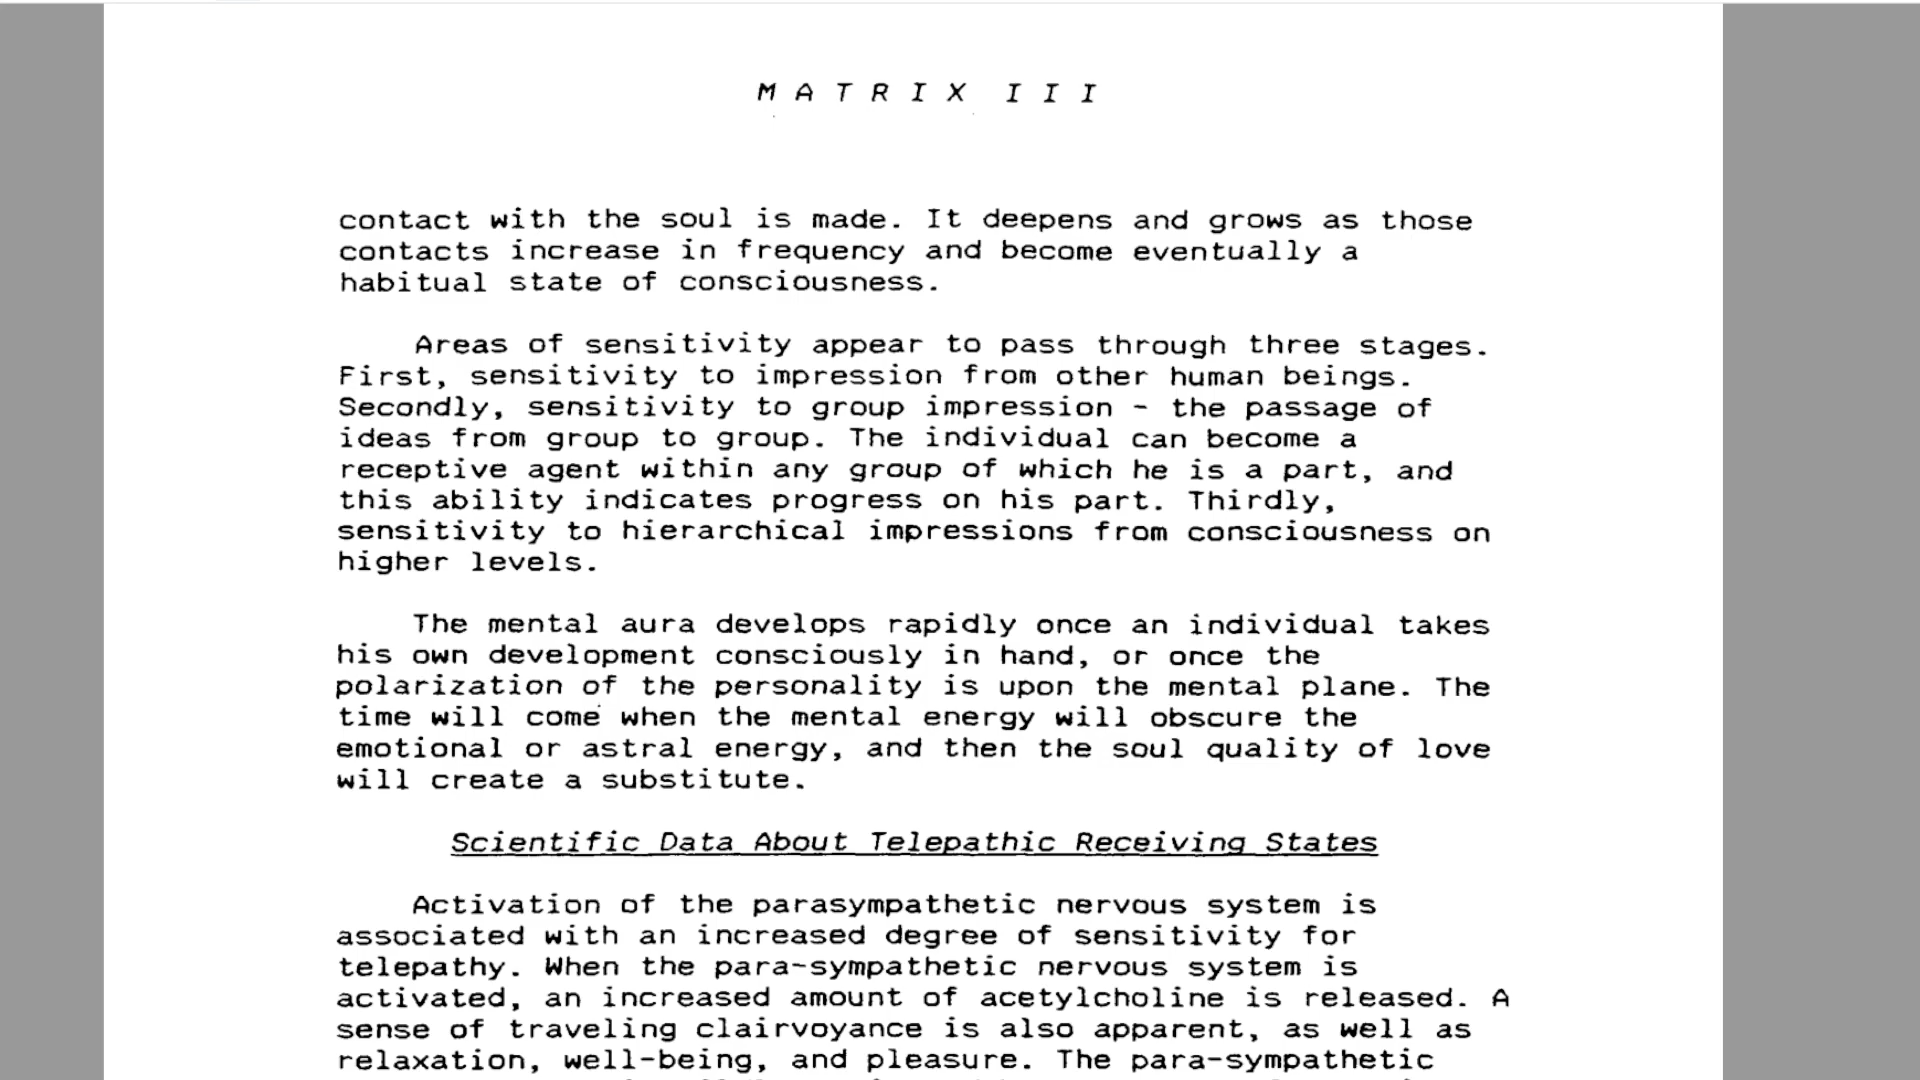 M A T R I X  I I I
contact with the soul is made. It deepens and grows as those
contacts increase in frequency and become eventually a
habitual state of consciousness.
Areas of sensitivity appear to pass through three stages.
First, sensitivity to impression from other human beings.
Secondly, sensitivity to group impression - the passage of
ideas from group to group. The individual can become a
receptive agent within any group of which he is a part, and
this ability indicates progress on his part. Thirdly,
sensitivity to hierarchical impressions from consciousness on
higher levels.
The mental aura develops rapidly once an individual takes
his own development consciously in hand, or once the
polarization of the personality is upon the mental plane. The
time will come when the mental energy will obscure the
emotional or astral energy, and then the soul quality of love
will create a substitute.
Scientific Data About Telepathic Receiving States
Activation of the parasympathetic nervous system is
associated with an increased degree of sensitivity for
telepathy. When the para-sympathetic nervous system is
activated, an increased amount of acetylcholine is released. A
sense of traveling clairvoyance is also apparent, as well as
relaxation, well-being, and pleasure. The para-sympathetic